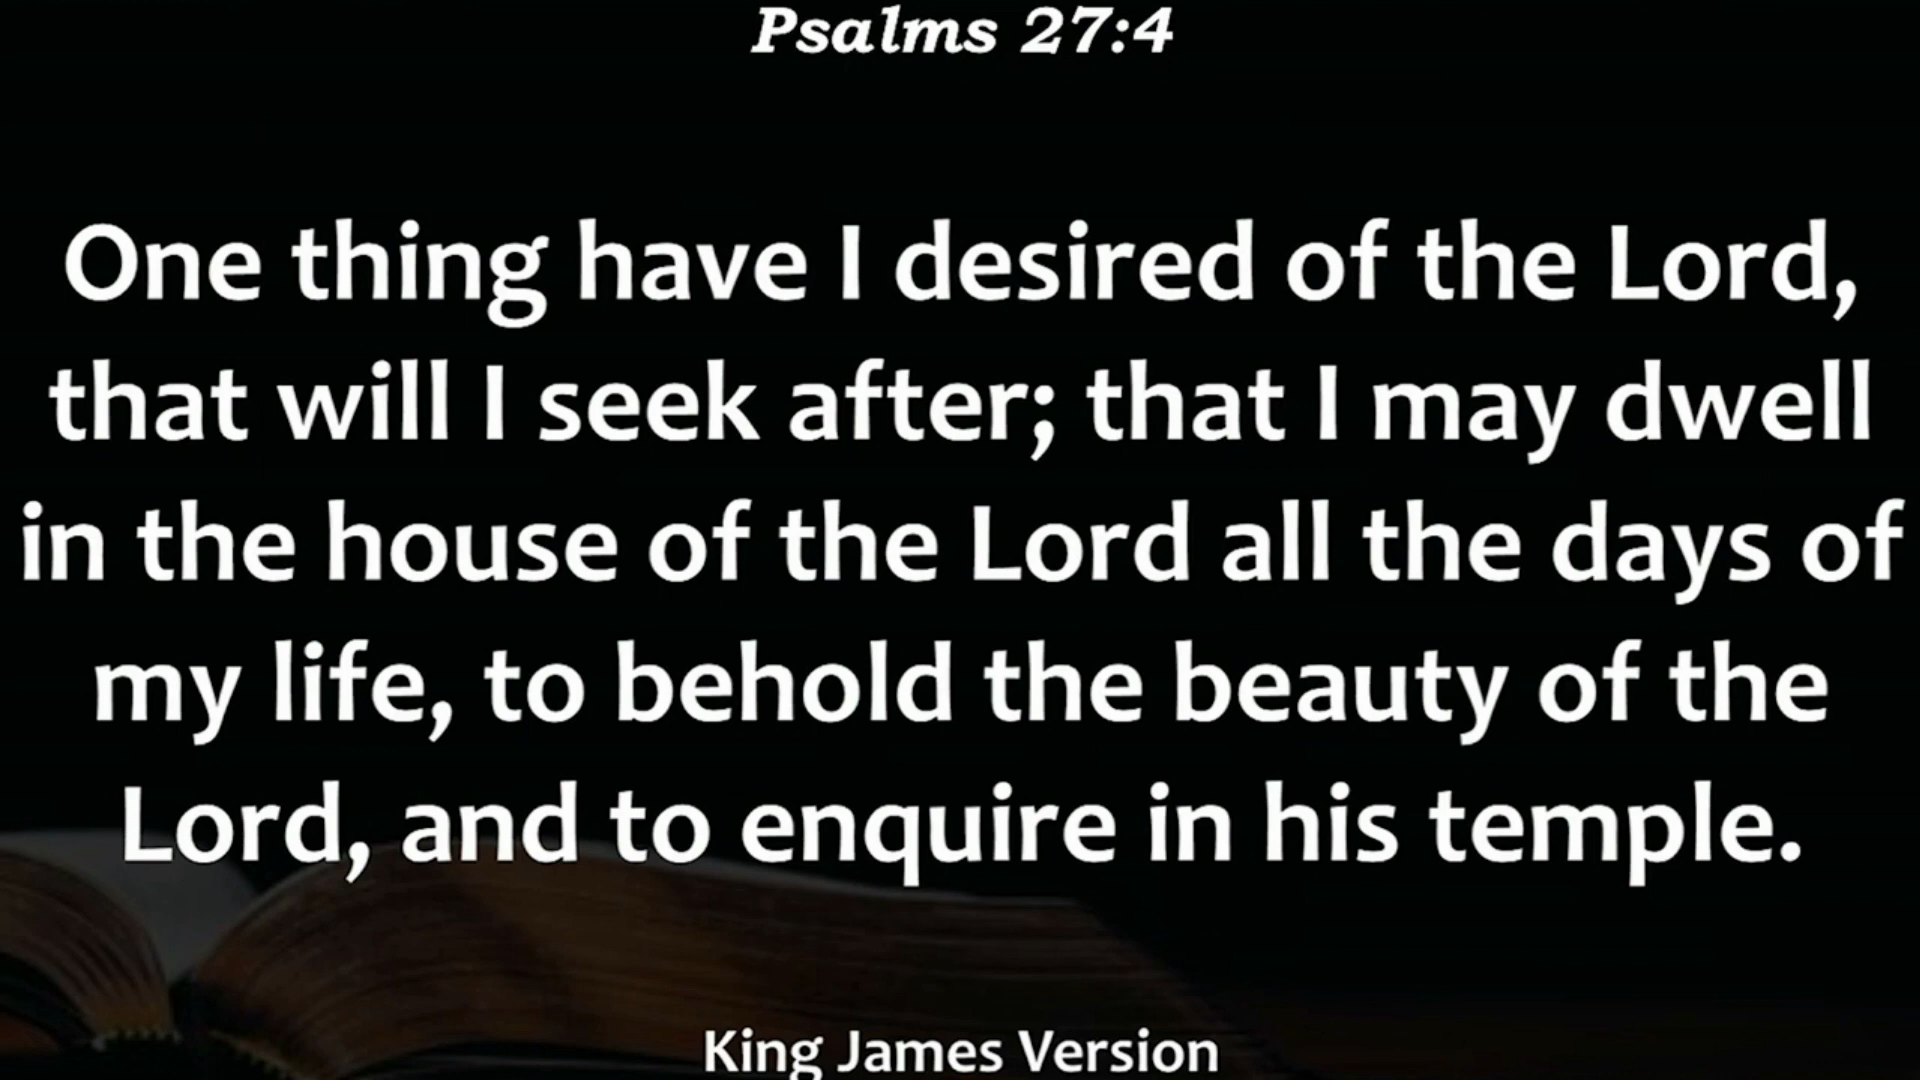 Psalms 27:4
One thing have I desired of the Lord,
that will I seek after; that I may dwell
in the house of the Lord all the days of
my life, to behold the beauty of the
Lord, and to enquire in his temple.
King James Version